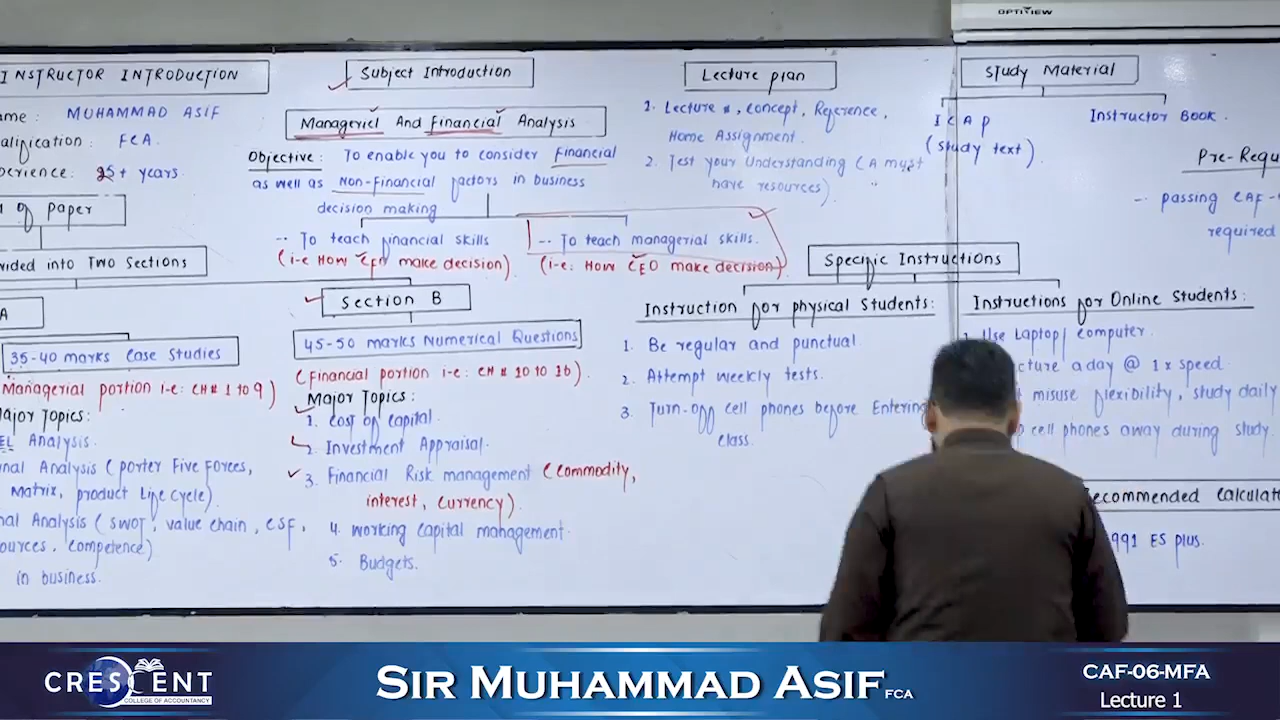 OPTIVIEW
INSTRUCTOR INTRODUCTION
ame: MUHAMMAD ASIF
alification: FCA
perience: 25+ years.
of paper
vided into Two Sections
A
35-40 marks Case Studies
Managerial portion i-e: CH# 1 to 9)
Major Topics:
EL Analysis
nal Analysis (porter Five Forces,
Matrix, product Life cycle).
nal Analysis (SWOT, value chain, CSF,
ources, competence)
in business.
Subject Introduction
Manageriel And Financial Analysis
Objective: To enable you to consider Financial
as well as Non-Financial factors in business
decision making
-- To teach financial skills
(i-e How CFO make decision)
-- To teach managerial skills.
(i-e: How CEO make decision)
Section B
45-50 marks Numerical Questions
(Financial portion i-e: CH# 10 to 16).
Major Topics:
1. Cost of capital.
2. Investment Appraisal.
3. Financial Risk management (Commodity,
interest, currency).
4. Working capital management.
5. Budgets.
Lecture plan
1. Lecture #, concept, Reference,
Home Assignment.
2. Test your Understanding (A must
have resources).
Study Material
ICAP
(Study text)
Instructor Book.
Pre-Requ
-- passing CAF-
required
Specific Instructions
Instruction for physical Students:
1. Be regular and punctual
2. Attempt weekly tests.
3. Turn-off cell phones before Entering
class.
Instructions for Online Students:
1. Use Laptop/computer.
cture a day @ 1x speed.
misuse flexibility, study daily
cell phones away during study.
ecommended Calculat
991 ES plus.
CRESCENT
COLLEGE OF ACCOUNTANCY
SIR MUHAMMAD ASIF FCA
CAF-06-MFA
Lecture 1